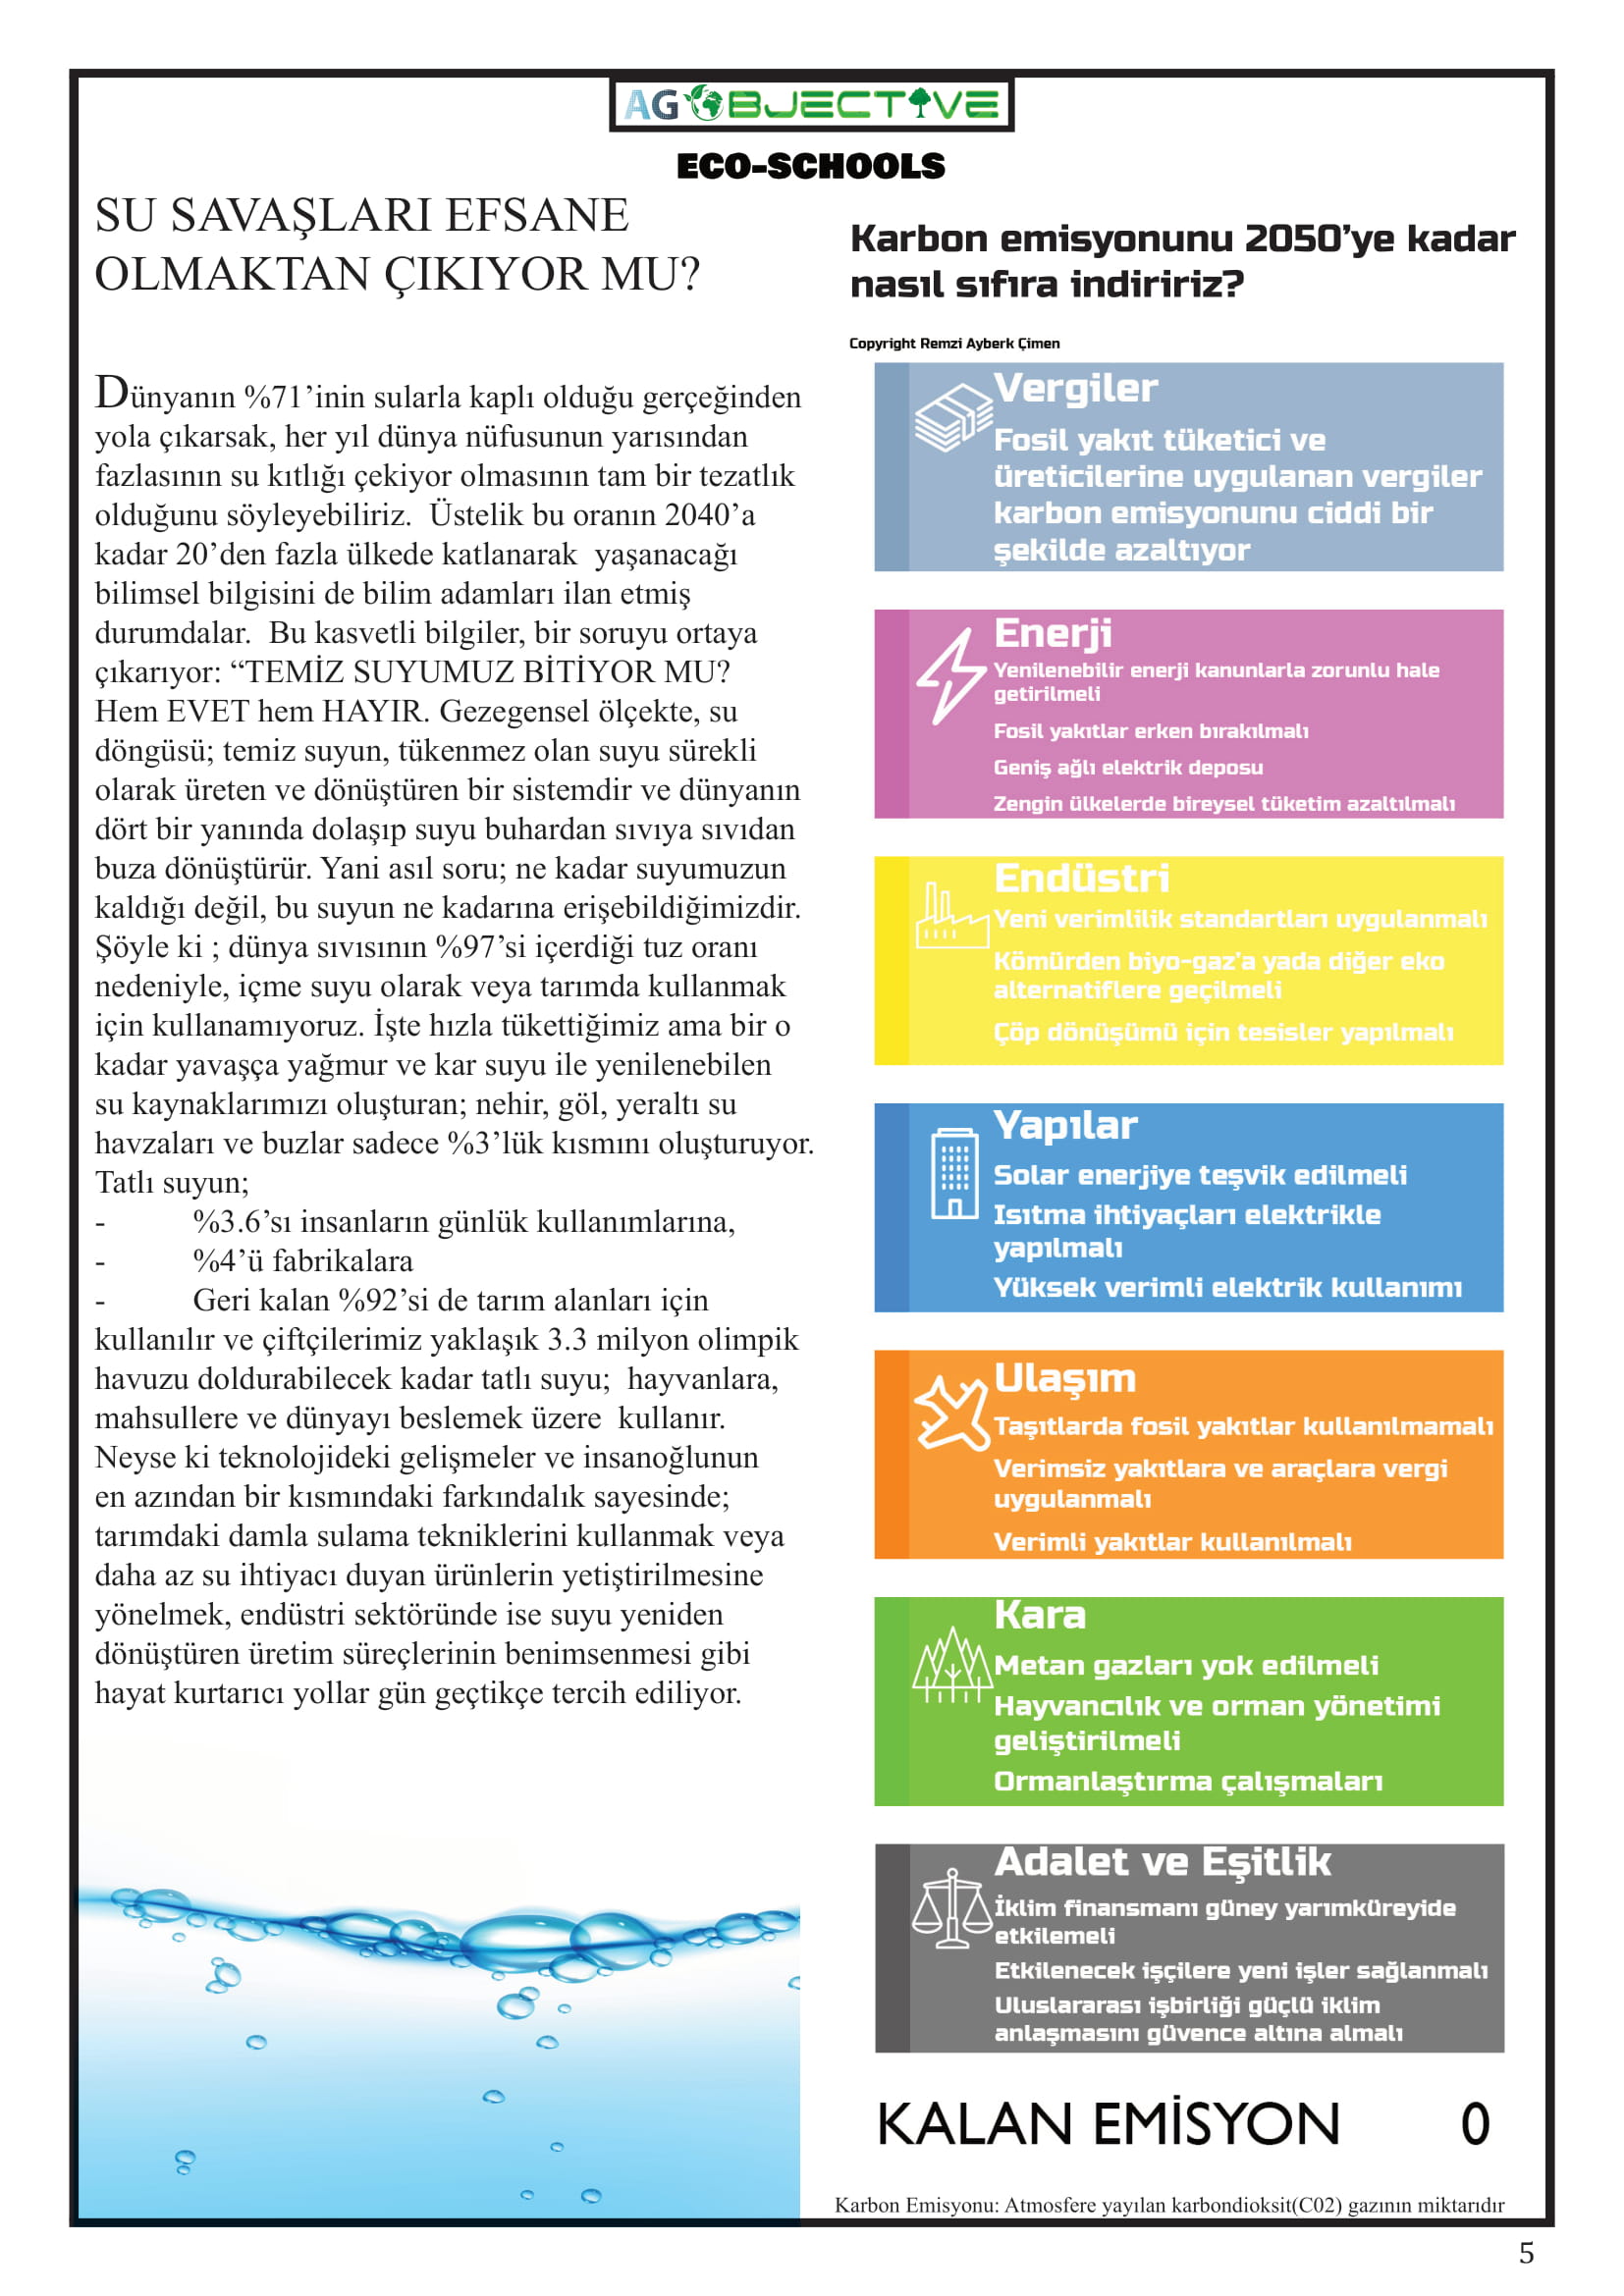 AG OBJECTIVE
ECO-SCHOOLS
SU SAVAŞLARI EFSANE
OLMAKTAN ÇIKIYOR MU?
Dünyanın %71’inin sularla kaplı olduğu gerçeğinden
yola çıkarsak, her yıl dünya nüfusunun yarısından
fazlasının su kıtlığı çekiyor olmasının tam bir tezatlık
olduğunu söyleyebiliriz.  Üstelik bu oranın 2040’a
kadar 20’den fazla ülkede katlanarak  yaşanacağı
bilimsel bilgisini de bilim adamları ilan etmiş
durumdalar.  Bu kasvetli bilgiler, bir soruyu ortaya
çıkarıyor: “TEMİZ SUYUMUZ BİTİYOR MU?
Hem EVET hem HAYIR. Gezegensel ölçekte, su
döngüsü; temiz suyun, tükenmez olan suyu sürekli
olarak üreten ve dönüştüren bir sistemdir ve dünyanın
dört bir yanında dolaşıp suyu buhardan sıvıya sıvıdan
buza dönüştürür. Yani asıl soru; ne kadar suyumuzun
kaldığı değil, bu suyun ne kadarına erişebildiğimizdir.
Şöyle ki ; dünya sıvısının %97’si içerdiği tuz oranı
nedeniyle, içme suyu olarak veya tarımda kullanmak
için kullanamıyoruz. İşte hızla tükettiğimiz ama bir o
kadar yavaşça yağmur ve kar suyu ile yenilenebilen
su kaynaklarımızı oluşturan; nehir, göl, yeraltı su
havzaları ve buzlar sadece %3’lük kısmını oluşturuyor.
Tatlı suyun;
- %3.6’sı insanların günlük kullanımlarına,
- %4’ü fabrikalara
- Geri kalan %92’si de tarım alanları için
kullanılır ve çiftçilerimiz yaklaşık 3.3 milyon olimpik
havuzu doldurabilecek kadar tatlı suyu;  hayvanlara,
mahsullere ve dünyayı beslemek üzere  kullanır.
Neyse ki teknolojideki gelişmeler ve insanoğlunun
en azından bir kısmındaki farkındalık sayesinde;
tarımdaki damla sulama tekniklerini kullanmak veya
daha az su ihtiyacı duyan ürünlerin yetiştirilmesine
yönelmek, endüstri sektöründe ise suyu yeniden
dönüştüren üretim süreçlerinin benimsenmesi gibi
hayat kurtarıcı yollar gün geçtikçe tercih ediliyor.
Karbon emisyonunu 2050’ye kadar
nasıl sıfıra indiririz?
Copyright Remzi Ayberk Çimen
Vergiler
Fosil yakıt tüketici ve
üreticilerine uygulanan vergiler
karbon emisyonunu ciddi bir
şekilde azaltıyor
Enerji
Yenilenebilir enerji kanunlarla zorunlu hale
getirilmeli
Fosil yakıtlar erken bırakılmalı
Geniş ağlı elektrik deposu
Zengin ülkelerde bireysel tüketim azaltılmalı
Endüstri
Yeni verimlilik standartları uygulanmalı
Kömürden biyo-gaz’a yada diğer eko
alternatiflere geçilmeli
Çöp dönüşümü için tesisler yapılmalı
Yapılar
Solar enerjiye teşvik edilmeli
Isıtma ihtiyaçları elektrikle
yapılmalı
Yüksek verimli elektrik kullanımı
Ulaşım
Taşıtlarda fosil yakıtlar kullanılmamalı
Verimsiz yakıtlara ve araçlara vergi
uygulanmalı
Verimli yakıtlar kullanılmalı
Kara
Metan gazları yok edilmeli
Hayvancılık ve orman yönetimi
geliştirilmeli
Ormanlaştırma çalışmaları
Adalet ve Eşitlik
İklim finansmanı güney yarımküreyide
etkilemeli
Etkilenecek işçilere yeni işler sağlanmalı
Uluslararası işbirliği güçlü iklim
anlaşmasını güvence altına almalı
KALAN EMİSYON 0
Karbon Emisyonu: Atmosfere yayılan karbondioksit(C02) gazının miktarıdır
5